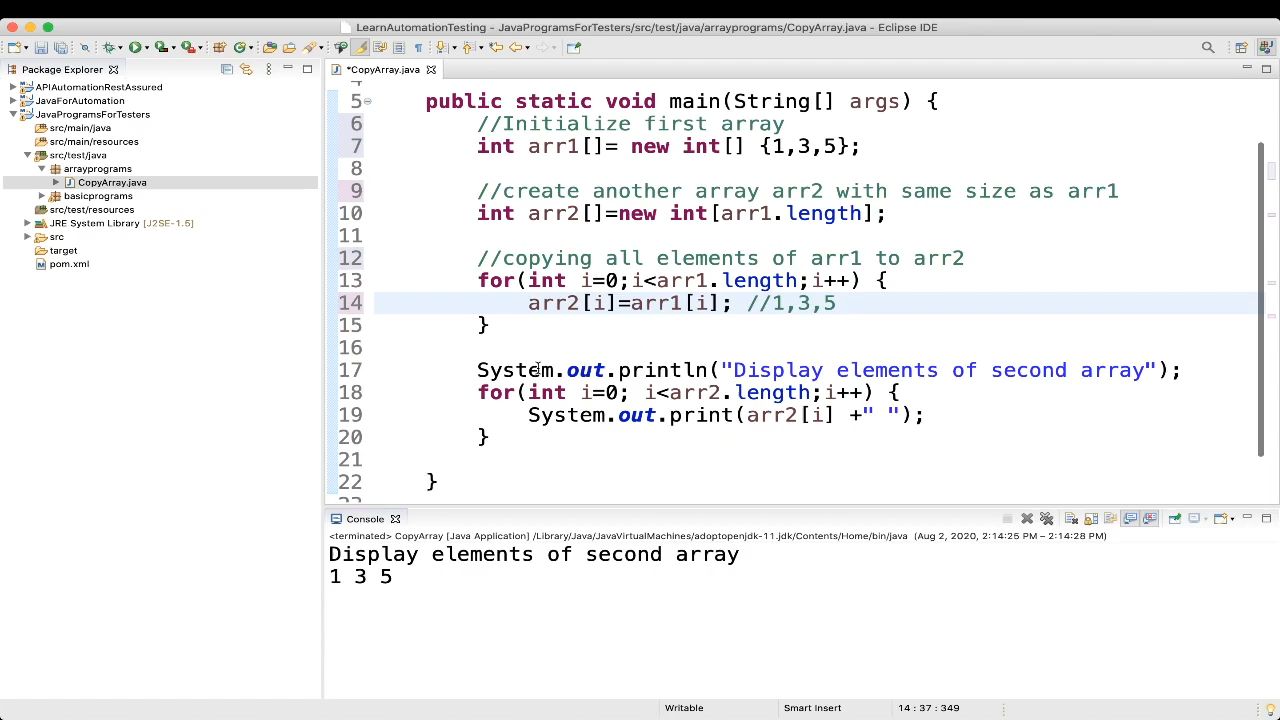 LearnAutomationTesting - JavaProgramsForTesters/src/test/java/arrayprograms/CopyArray.java - Eclipse IDE
Package Explorer
*CopyArray.java
APIAutomationRestAssured
JavaForAutomation
JavaProgramsForTesters
src/main/java
src/main/resources
src/test/java
arrayprograms
CopyArray.java
basicprograms
src/test/resources
JRE System Library [J2SE-1.5]
src
target
pom.xml
5 public static void main(String[] args) {
6 //Initialize first array
7 int arr1[]= new int[] {1,3,5};
8
9 //create another array arr2 with same size as arr1
10 int arr2[]=new int[arr1.length];
11
12 //copying all elements of arr1 to arr2
13 for(int i=0;i<arr1.length;i++) {
14 arr2[i]=arr1[i]; //1,3,5
15 }
16
17 System.out.println("Display elements of second array");
18 for(int i=0; i<arr2.length;i++) {
19 System.out.print(arr2[i] +" ");
20 }
21
22 }
Console
<terminated> CopyArray [Java Application] /Library/Java/JavaVirtualMachines/adoptopenjdk-11.jdk/Contents/Home/bin/java (Aug 2, 2020, 2:14:25 PM – 2:14:28 PM)
Display elements of second array
1 3 5
Writable
Smart Insert
14 : 37 : 349